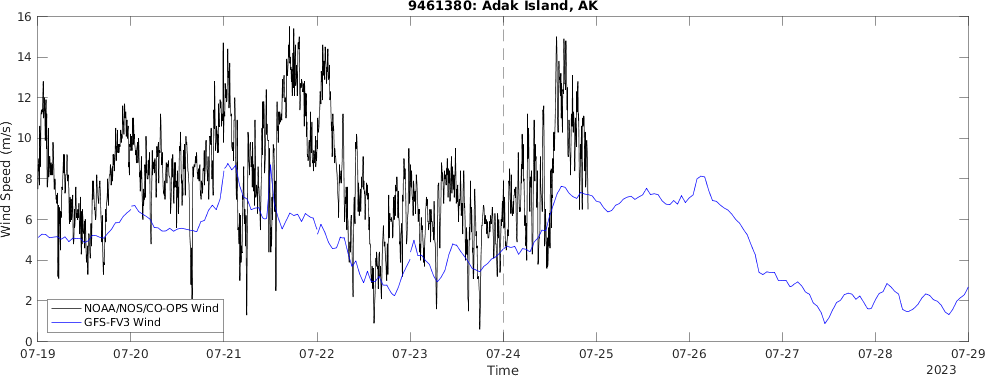 9461380: Adak Island, AK
16
14
12
10
8
6
4
2
0
Wind Speed (m/s)
NOAA/NOS/CO-OPS Wind
GFS-FV3 Wind
07-19 07-20 07-21 07-22 07-23 07-24 07-25 07-26 07-27 07-28 07-29
Time
2023